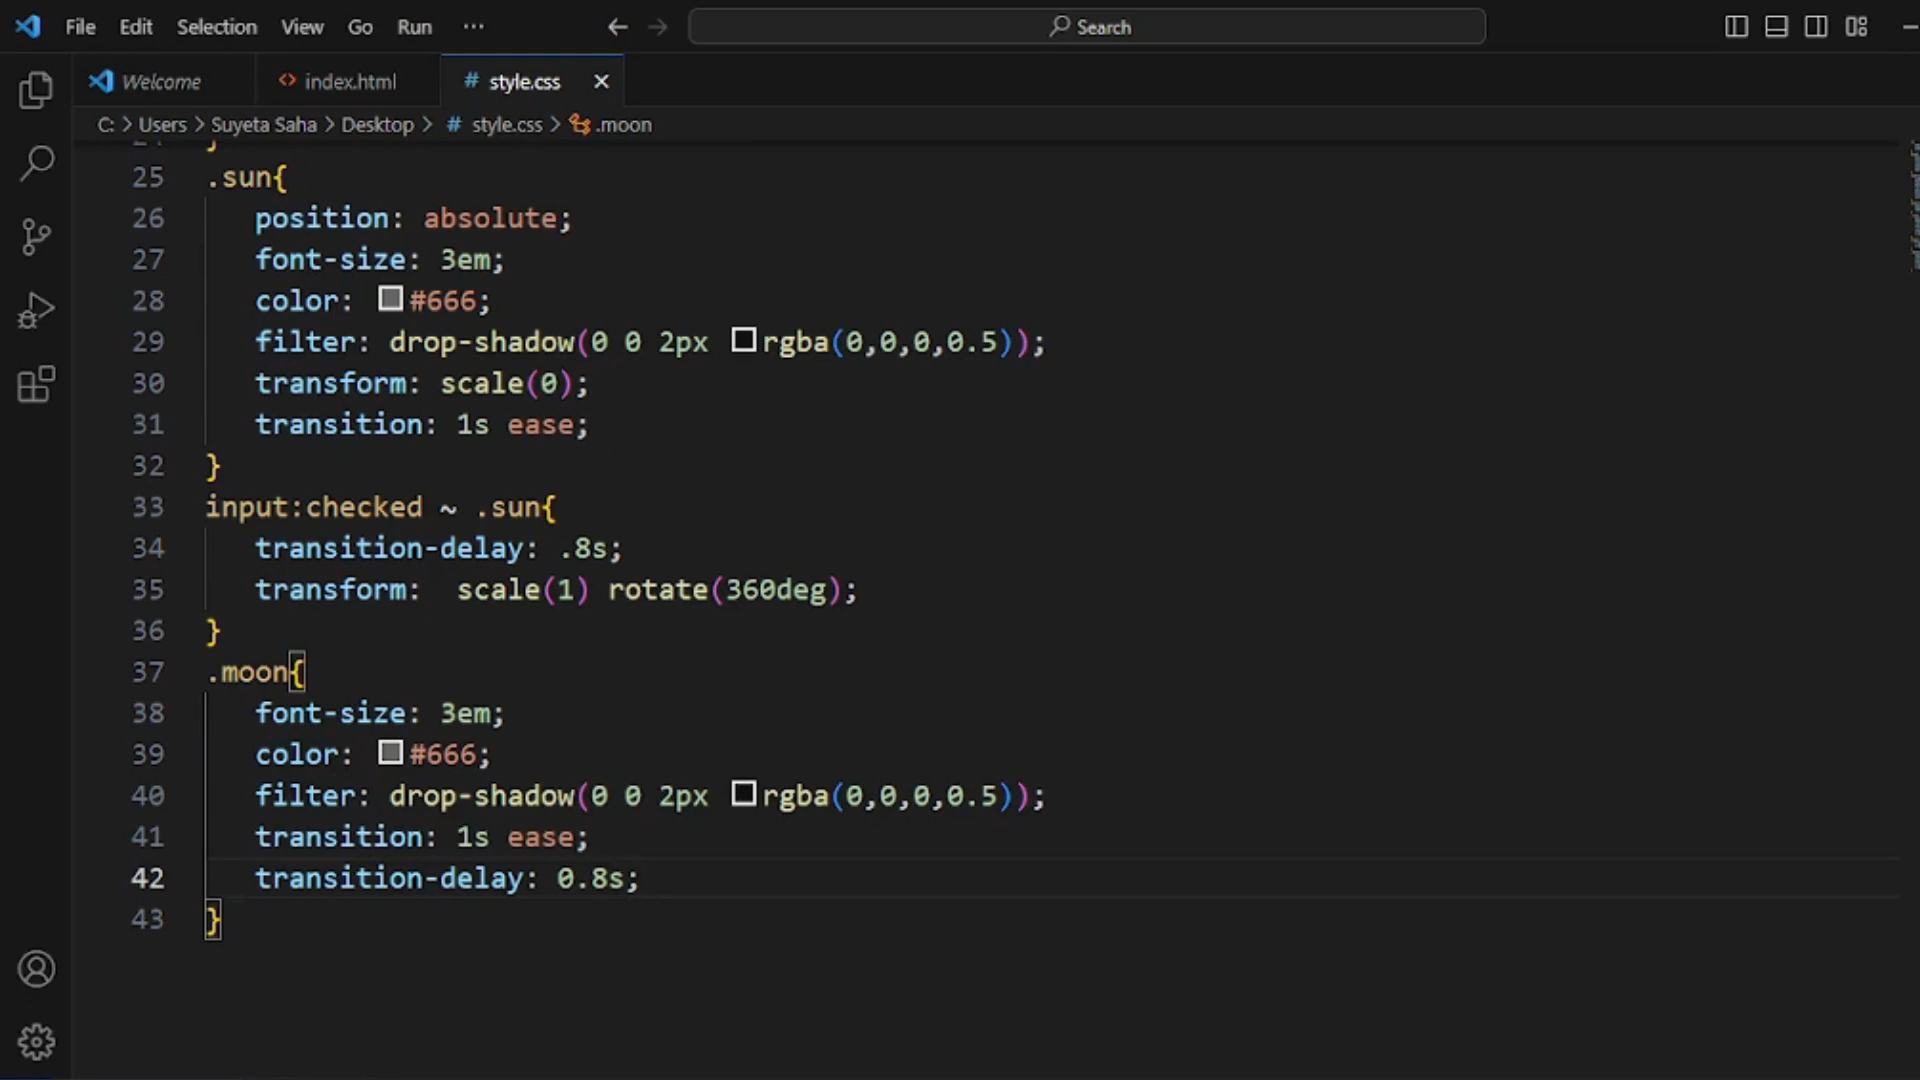 File Edit Selection View Go Run ··· Search
Welcome index.html # style.css
C: > Users > Suyeta Saha > Desktop > # style.css > .moon
25 .sun{
26 position: absolute;
27 font-size: 3em;
28 color: #666;
29 filter: drop-shadow(0 0 2px rgba(0,0,0,0.5));
30 transform: scale(0);
31 transition: 1s ease;
32 }
33 input:checked ~ .sun{
34 transition-delay: .8s;
35 transform:  scale(1) rotate(360deg);
36 }
37 .moon{
38 font-size: 3em;
39 color: #666;
40 filter: drop-shadow(0 0 2px rgba(0,0,0,0.5));
41 transition: 1s ease;
42 transition-delay: 0.8s;
43 }